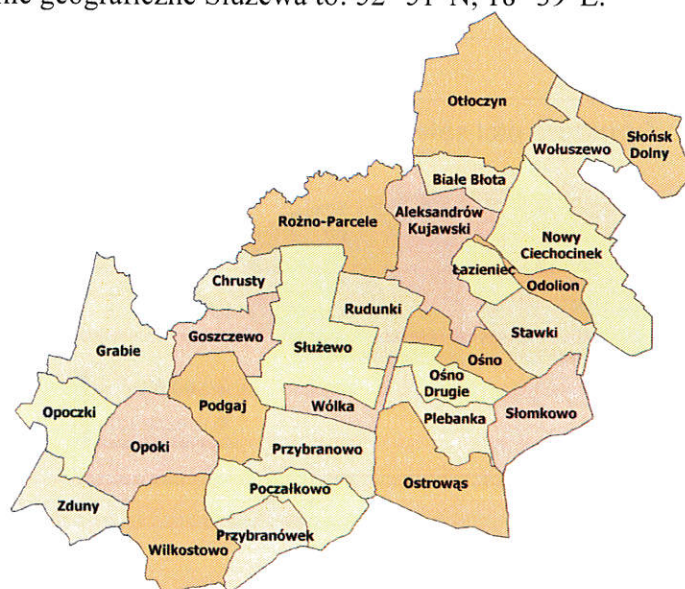 nie geograficzne Służewa to: 52° 51' N, 18° 39' E.
Otłoczyn
Słońsk
Dolny
Wołuszewo
Białe Błota
Rożno-Parcele
Aleksandrów
Kujawski
Nowy
Ciechocinek
Łazieniec
Chrusty
Odolion
Rudunki
Goszczewo
Stawki
Służewo
Grabie
Ośno
Ośno
Drugie
Podgaj
Wólka
Opoczki
Plebanka
Słomkowo
Opoki
Przybranowo
Ostrowąs
Poczałkowo
Zduny
Przybranówek
Wilkostowo